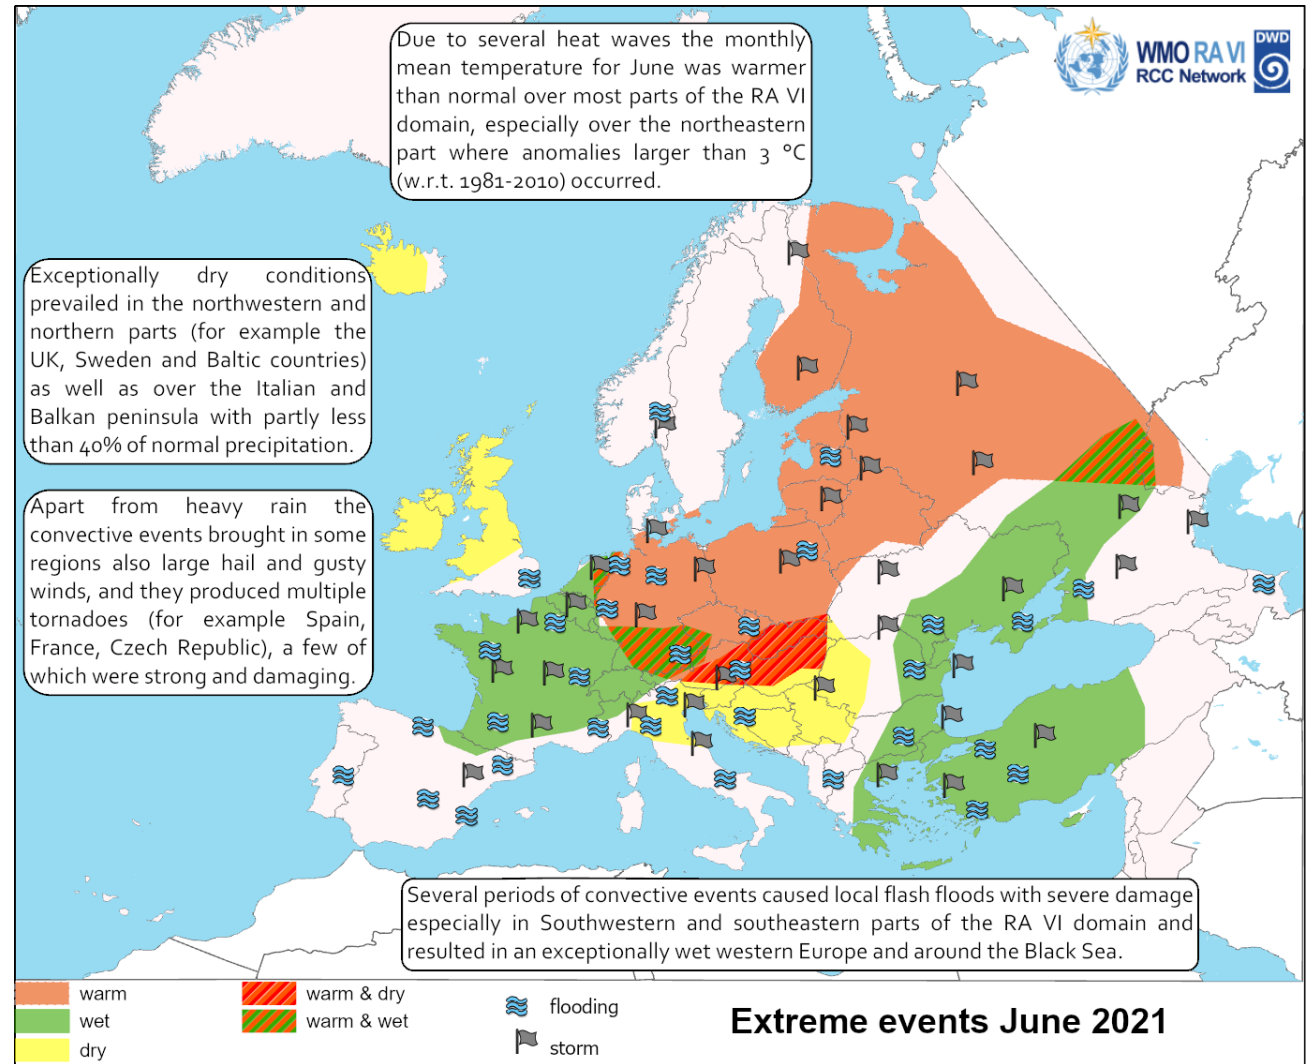 Due to several heat waves the monthly
mean temperature for June was warmer
than normal over most parts of the RA VI
domain, especially over the northeastern
part where anomalies larger than 3 °C
(w.r.t. 1981-2010) occurred.
WMO RA VI
RCC Network
DWD
Exceptionally dry conditions
prevailed in the northwestern and
northern parts (for example the
UK, Sweden and Baltic countries)
as well as over the Italian and
Balkan peninsula with partly less
than 40% of normal precipitation.
Apart from heavy rain the
convective events brought in some
regions also large hail and gusty
winds, and they produced multiple
tornadoes (for example Spain,
France, Czech Republic), a few of
which were strong and damaging.
Several periods of convective events caused local flash floods with severe damage
especially in Southwestern and southeastern parts of the RA VI domain and
resulted in an exceptionally wet western Europe and around the Black Sea.
warm
wet
dry
warm & dry
warm & wet
flooding
storm
Extreme events June 2021